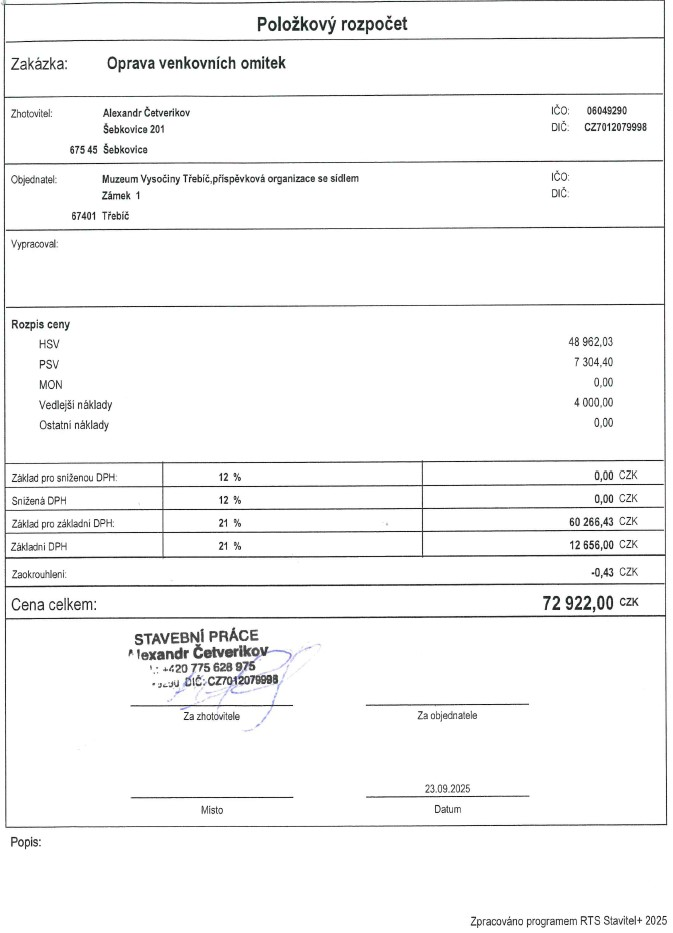 Položkový rozpočet
Zakázka: Oprava venkovních omitek
Zhotovitel: Alexandr Četverikov IČO: 06049290
Šebkovice 201 DIČ: CZ7012079998
675 45 Šebkovice
Objednatel: Muzeum Vysočiny Třebíč,příspěvková organizace se sídlem IČO:
Zámek 1 DIČ:
67401 Třebíč
Vypracoval:
Rozpis ceny
HSV 48 962,03
PSV 7 304,40
MON 0,00
Vedlejší náklady 4 000,00
Ostatní náklady 0,00
Základ pro sníženou DPH: 12 % 0,00 CZK
Snížená DPH 12 % 0,00 CZK
Základ pro základní DPH: 21 % 60 266,43 CZK
Základní DPH 21 % 12 656,00 CZK
Zaokrouhlení: -0,43 CZK
Cena celkem: 72 922,00 CZK
STAVEBNÍ PRÁCE
Alexandr Četverikov
+420 775 628 975
DIČ: CZ7012079998
Za zhotovitele Za objednatele
23.09.2025
Místo Datum
Popis:
Zpracováno programem RTS Stavitel+ 2025